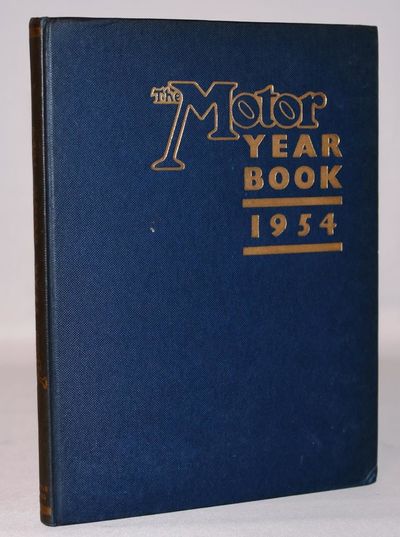 The Motor
YEAR
BOOK
1954